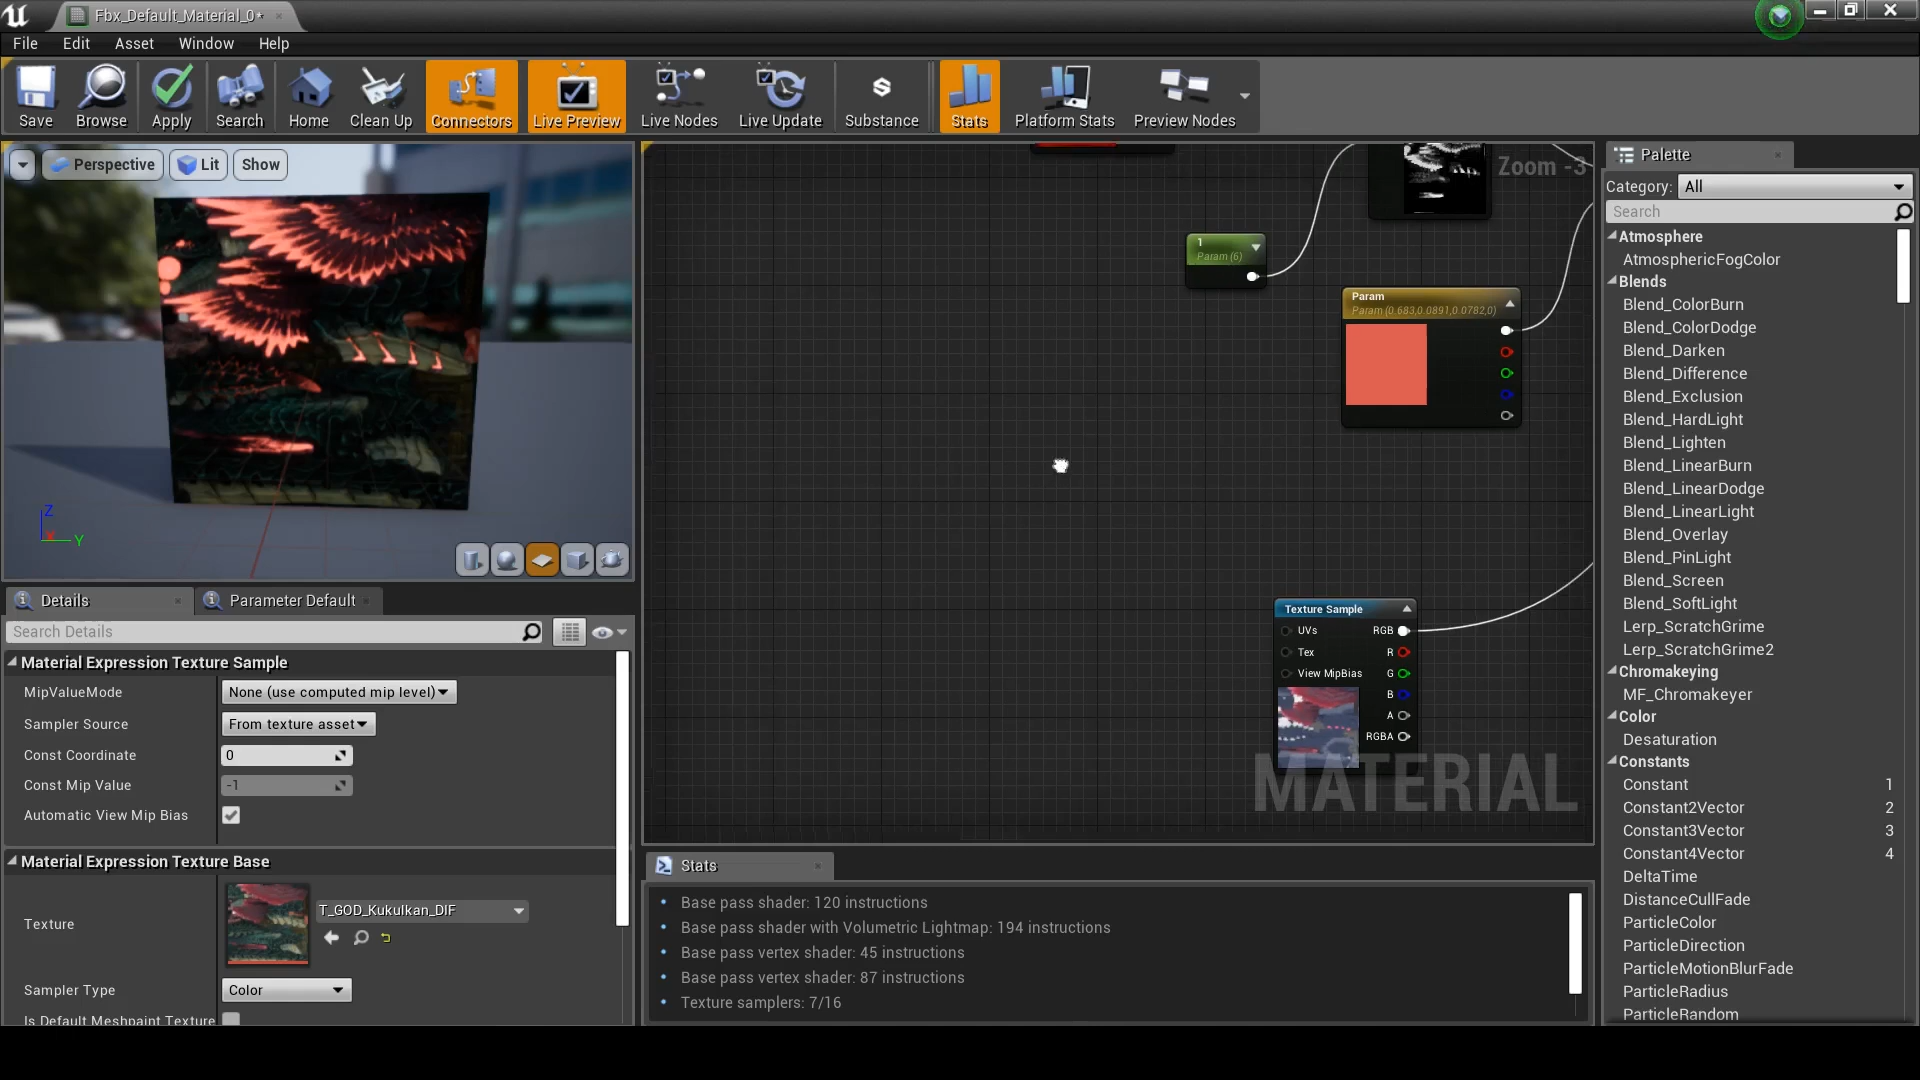 Fbx_Default_Material_0*
File Edit Asset Window Help
Save Browse Apply Search Home Clean Up Connectors Live Preview Live Nodes Live Update Substance Stats Platform Stats Preview Nodes
Perspective Lit Show
Zoom -3
Z
X
Y
1
Param (6)
Param
Param (0.683,0.0891,0.0782,0)
Texture Sample
UVs RGB
Tex R
View MipBias G
B
A
RGBA
MATERIAL
Details
Parameter Default
Search Details
Material Expression Texture Sample
MipValueMode None (use computed mip level)
Sampler Source From texture asset
Const Coordinate 0
Const Mip Value -1
Automatic View Mip Bias
Material Expression Texture Base
Texture T_GOD_Kukulkan_DIF
Sampler Type Color
Is Default Meshpaint Texture
Stats
Base pass shader: 120 instructions
Base pass shader with Volumetric Lightmap: 194 instructions
Base pass vertex shader: 45 instructions
Base pass vertex shader: 87 instructions
Texture samplers: 7/16
Palette
Category: All
Search
Atmosphere
AtmosphericFogColor
Blends
Blend_ColorBurn
Blend_ColorDodge
Blend_Darken
Blend_Difference
Blend_Exclusion
Blend_HardLight
Blend_Lighten
Blend_LinearBurn
Blend_LinearDodge
Blend_LinearLight
Blend_Overlay
Blend_PinLight
Blend_Screen
Blend_SoftLight
Lerp_ScratchGrime
Lerp_ScratchGrime2
Chromakeying
MF_Chromakeyer
Color
Desaturation
Constants
Constant 1
Constant2Vector 2
Constant3Vector 3
Constant4Vector 4
DeltaTime
DistanceCullFade
ParticleColor
ParticleDirection
ParticleMotionBlurFade
ParticleRadius
ParticleRandom